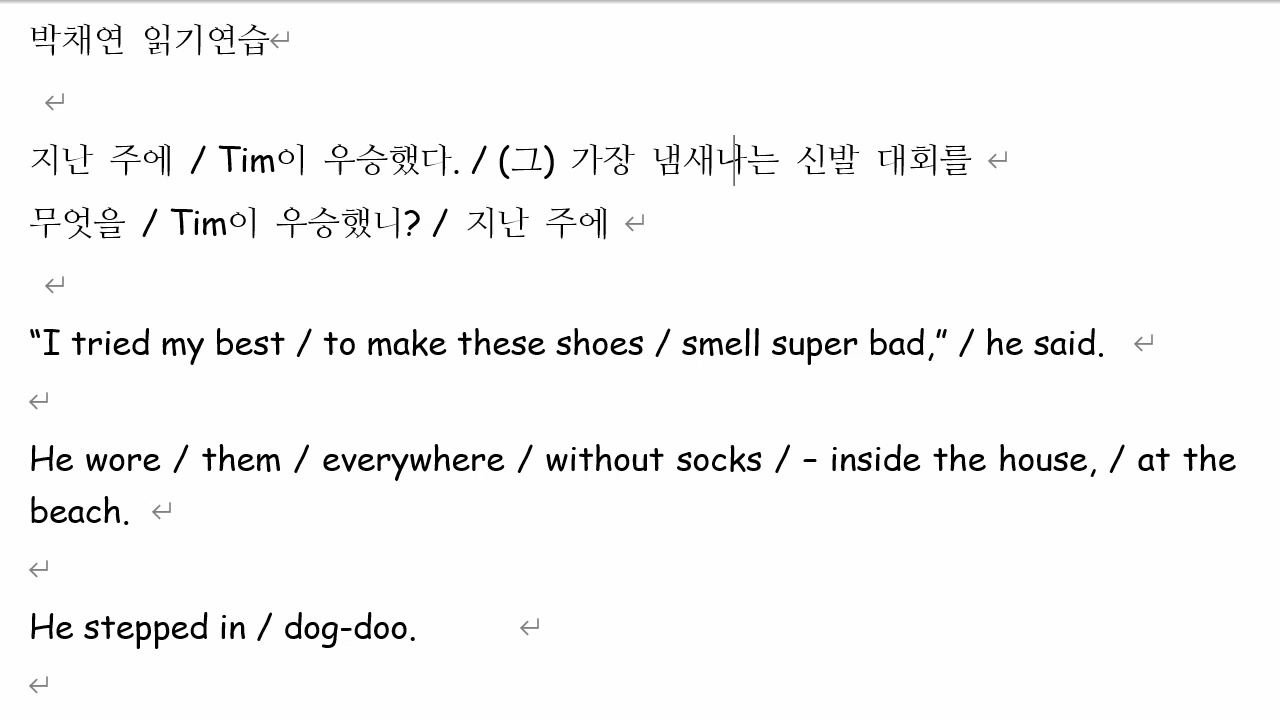 박채연 읽기연습
지난 주에 / Tim이 우승했다. / (그) 가장 냄새나는 신발 대회를
무엇을 / Tim이 우승했니? / 지난 주에
“I tried my best / to make these shoes / smell super bad,” / he said.
He wore / them / everywhere / without socks / – inside the house, / at the
beach.
He stepped in / dog-doo.